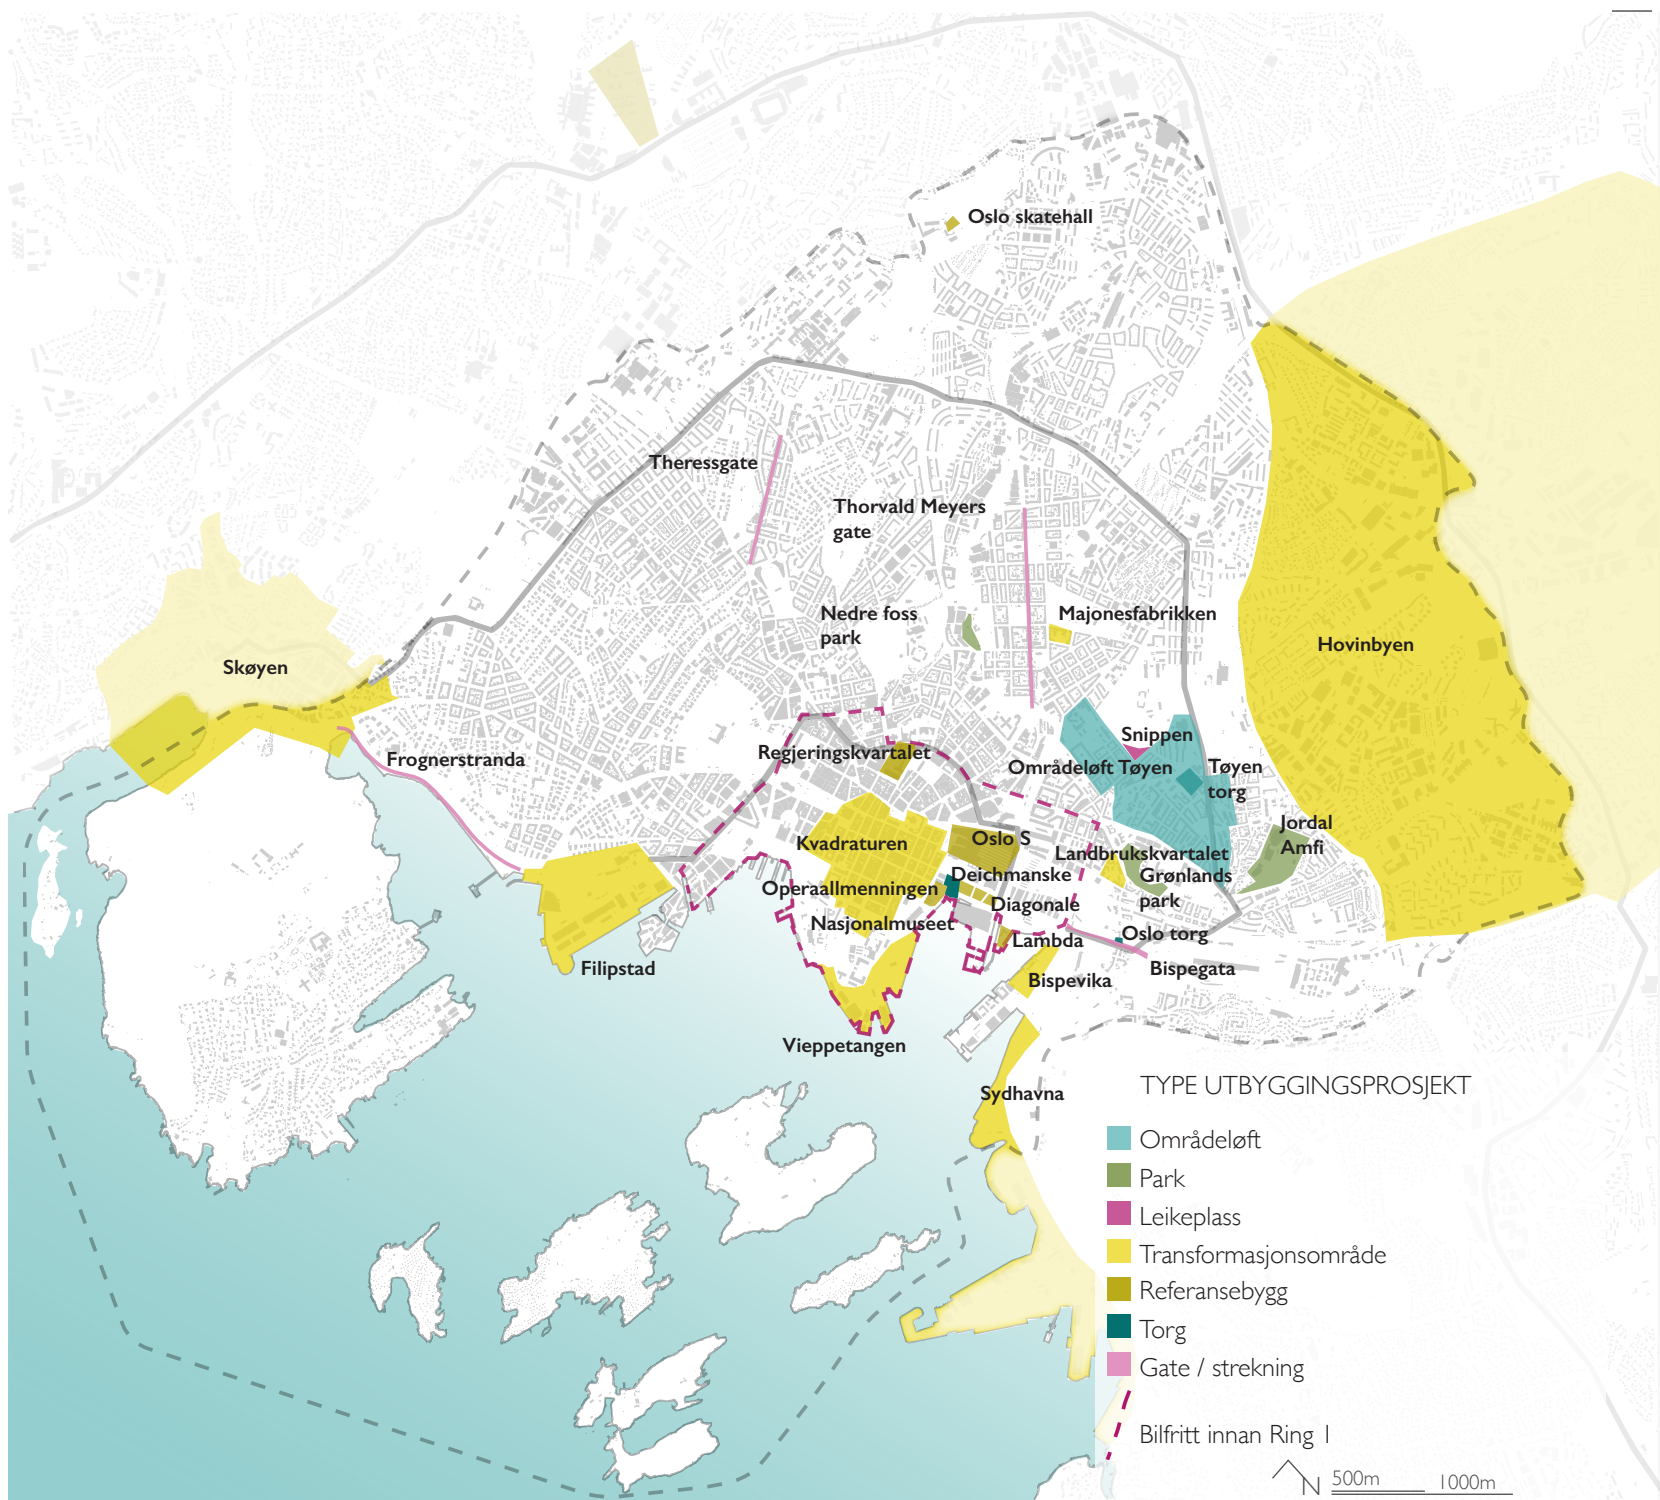 Oslo skatehall
Theressgate
Thorvald Meyers
gate
Nedre foss
park
Majonesfabrikken
Hovinbyen
Skøyen
Frognerstranda
Regjeringskvartalet
Snippen
Områdeløft Tøyen
Tøyen
torg
Jordal
Amfi
Kvadraturen
Oslo S
Landbrukskvartalet
Grønlands
park
Deichmanske
Operaallmenningen
Diagonale
Nasjonalmuseet
Lambda
Oslo torg
Bispegata
Filipstad
Bispevika
Vieppetangen
Sydhavna
TYPE UTBYGGINGSPROSJEKT
Områdeløft
Park
Leikeplass
Transformasjonsområde
Referansebygg
Torg
Gate / strekning
Bilfritt innan Ring 1
N
500m
1000m